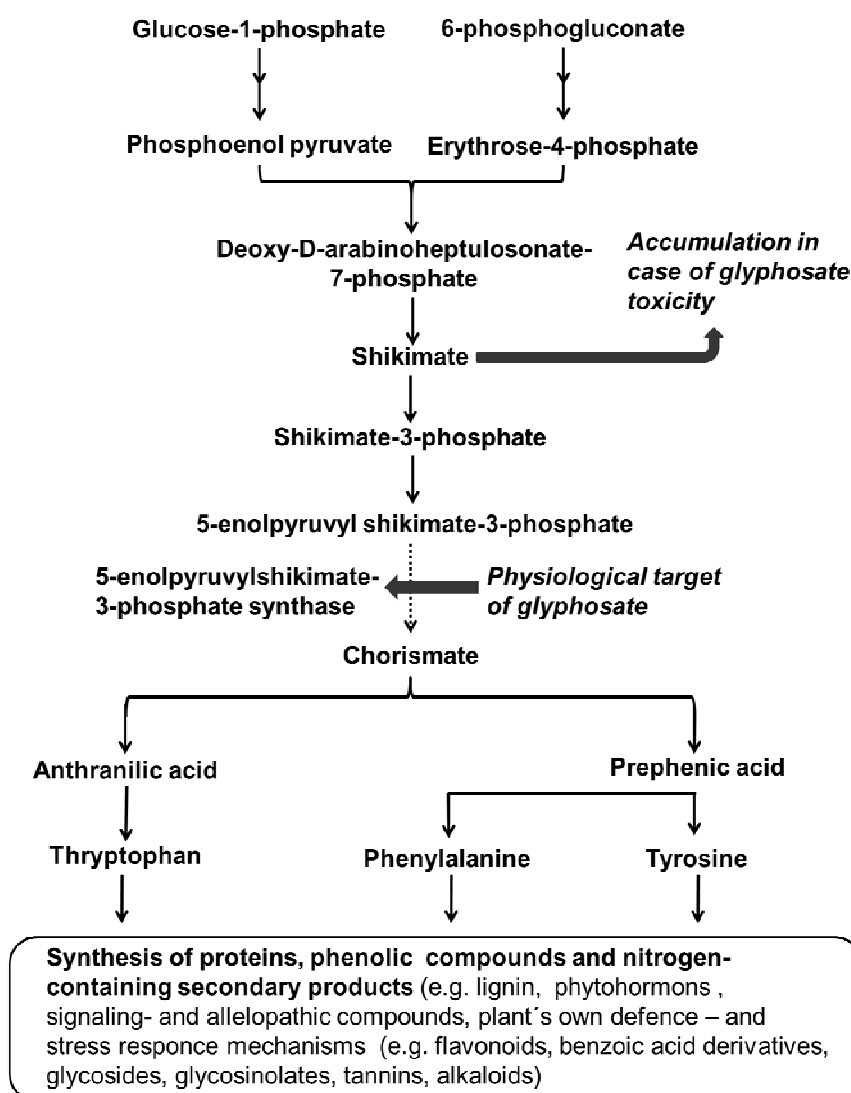 Glucose-1-phosphate
6-phosphogluconate
Phosphoenol pyruvate
Erythrose-4-phosphate
Deoxy-D-arabinoheptulosonate-
7-phosphate
Accumulation in
case of glyphosate
toxicity
Shikimate
Shikimate-3-phosphate
5-enolpyruvyl shikimate-3-phosphate
5-enolpyruvylshikimate-
3-phosphate synthase
Physiological target
of glyphosate
Chorismate
Anthranilic acid
Prephenic acid
Thryptophan
Phenylalanine
Tyrosine
Synthesis of proteins, phenolic compounds and nitrogen-
containing secondary products (e.g. lignin, phytohormons ,
signaling- and allelopathic compounds, plant´s own defence – and
stress responce mechanisms (e.g. flavonoids, benzoic acid derivatives,
glycosides, glycosinolates, tannins, alkaloids)